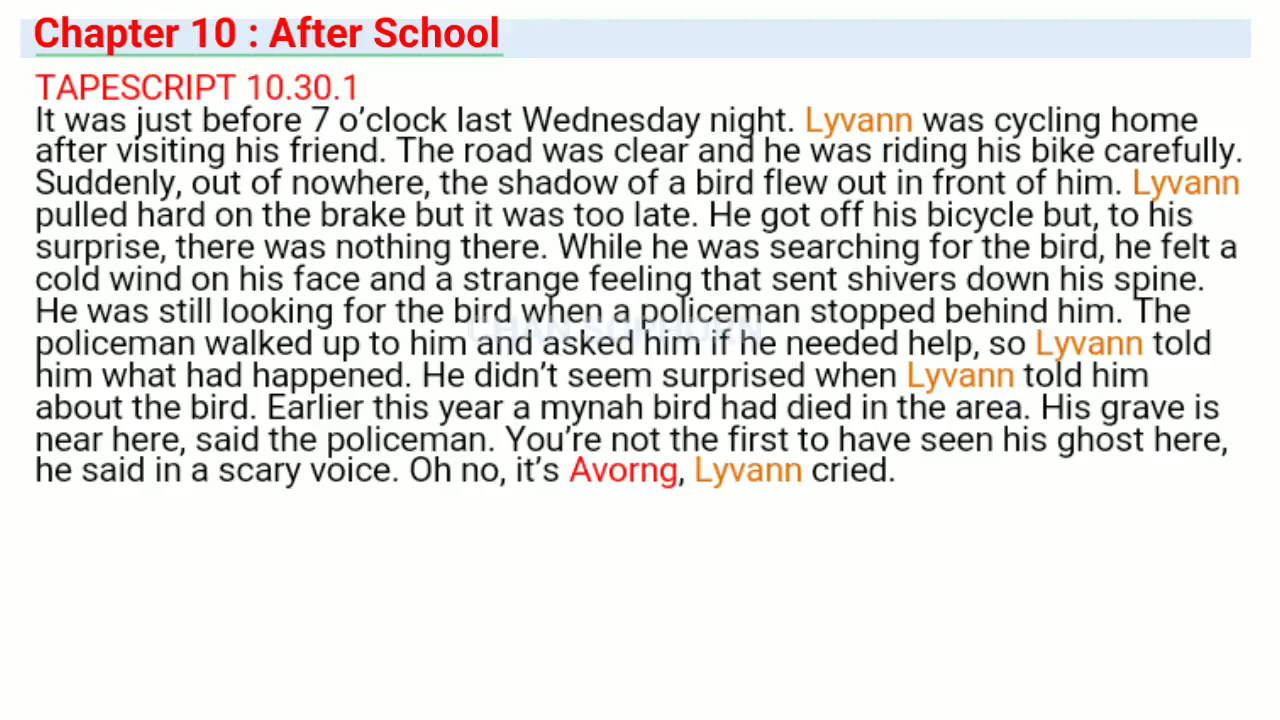 Chapter 10 : After School
TAPESCRIPT 10.30.1
It was just before 7 o’clock last Wednesday night. Lyvann was cycling home
after visiting his friend. The road was clear and he was riding his bike carefully.
Suddenly, out of nowhere, the shadow of a bird flew out in front of him. Lyvann
pulled hard on the brake but it was too late. He got off his bicycle but, to his
surprise, there was nothing there. While he was searching for the bird, he felt a
cold wind on his face and a strange feeling that sent shivers down his spine.
He was still looking for the bird when a policeman stopped behind him. The
CHAN SOPHORN
policeman walked up to him and asked him if he needed help, so Lyvann told
him what had happened. He didn’t seem surprised when Lyvann told him
about the bird. Earlier this year a mynah bird had died in the area. His grave is
near here, said the policeman. You’re not the first to have seen his ghost here,
he said in a scary voice. Oh no, it’s Avorng, Lyvann cried.